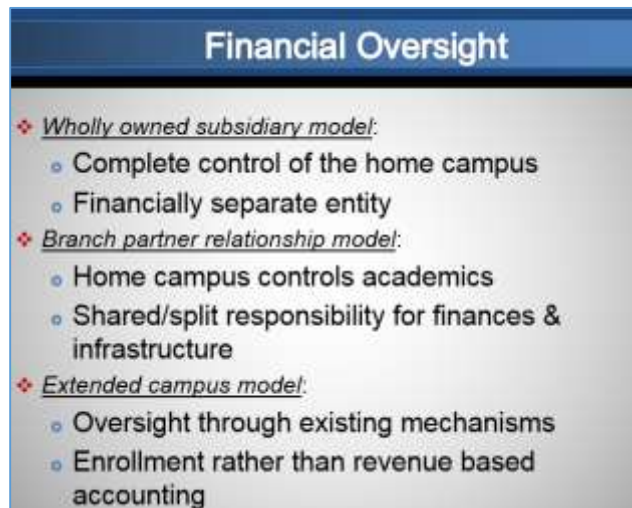 Financial Oversight
❖ Wholly owned subsidiary model:
o Complete control of the home campus
o Financially separate entity
❖ Branch partner relationship model:
o Home campus controls academics
o Shared/split responsibility for finances &
infrastructure
❖ Extended campus model:
o Oversight through existing mechanisms
o Enrollment rather than revenue based
accounting